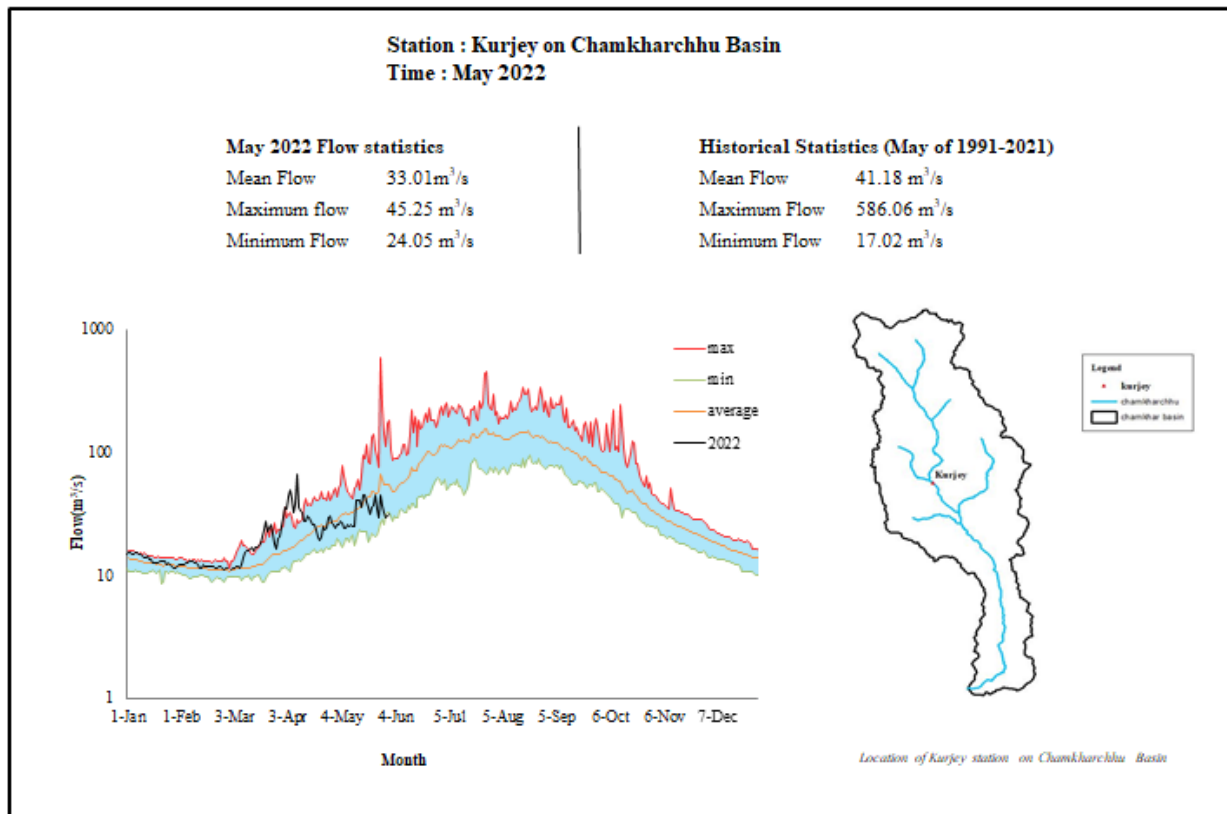 Station : Kurjey on Chamkharchhu Basin
Time : May 2022
May 2022 Flow statistics
Mean Flow 33.01m³/s
Maximum flow 45.25 m³/s
Minimum Flow 24.05 m³/s
Historical Statistics (May of 1991-2021)
Mean Flow 41.18 m³/s
Maximum Flow 586.06 m³/s
Minimum Flow 17.02 m³/s
1000
100
10
1
Flow(m³/s)
max
min
average
2022
1-Jan 1-Feb 3-Mar 3-Apr 4-May 4-Jun 5-Jul 5-Aug 5-Sep 6-Oct 6-Nov 7-Dec
Month
Kurjey
Legend
kurjey
chamkharchhu
chamkhar basin
Location of Kurjey station on Chamkharchhu Basin